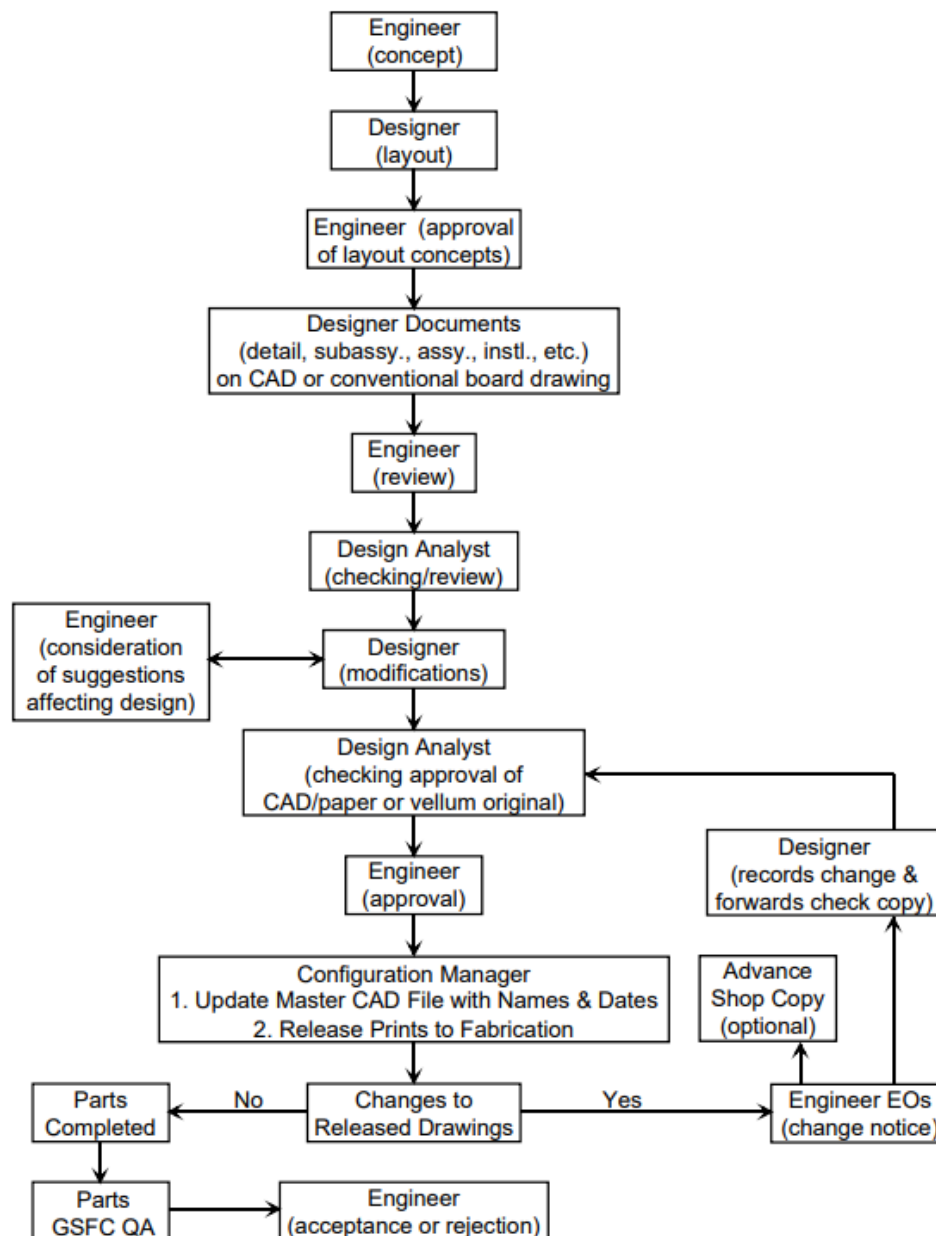 Engineer
(concept)
Designer
(layout)
Engineer (approval
of layout concepts)
Designer Documents
(detail, subassy., assy., instl., etc.)
on CAD or conventional board drawing
Engineer
(review)
Design Analyst
(checking/review)
Engineer
(consideration
of suggestions
affecting design)
Designer
(modifications)
Design Analyst
(checking approval of
CAD/paper or vellum original)
Designer
(records change &
forwards check copy)
Engineer
(approval)
Configuration Manager
1. Update Master CAD File with Names & Dates
2. Release Prints to Fabrication
Advance
Shop Copy
(optional)
Parts
Completed
No
Changes to
Released Drawings
Yes
Engineer EOs
(change notice)
Parts
GSFC QA
Engineer
(acceptance or rejection)